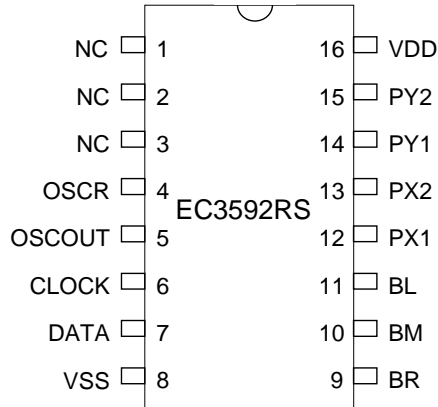 NC 1 16 VDD
NC 2 15 PY2
NC 3 14 PY1
OSCR 4 13 PX2
EC3592RS
OSCOUT 5 12 PX1
CLOCK 6 11 BL
DATA 7 10 BM
VSS 8 9 BR